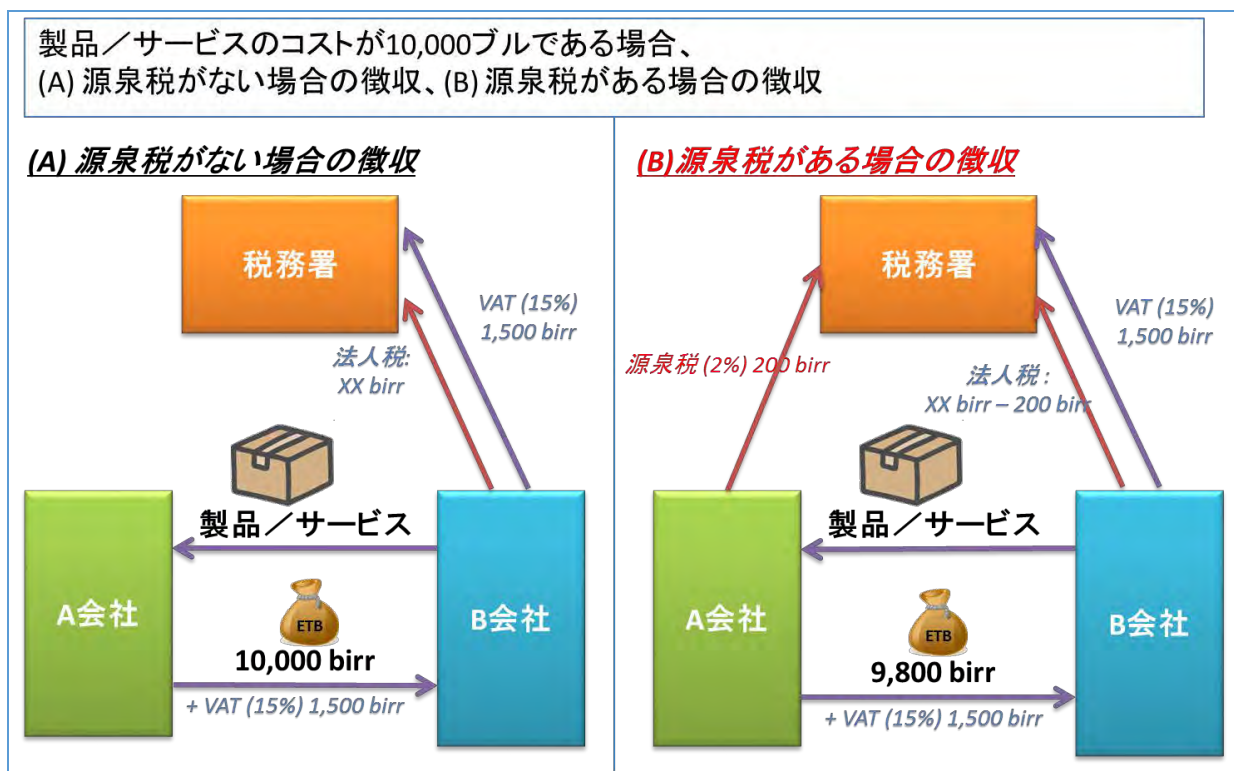 製品／サービスのコストが10,000ブルである場合、
(A) 源泉税がない場合の徴収、(B) 源泉税がある場合の徴収
(A) 源泉税がない場合の徴収
税務署
VAT (15%)
1,500 birr
法人税:
XX birr
製品／サービス
A会社
B会社
ETB
10,000 birr
+ VAT (15%) 1,500 birr
(B)源泉税がある場合の徴収
税務署
VAT (15%)
1,500 birr
源泉税 (2%) 200 birr
法人税 :
XX birr – 200 birr
製品／サービス
A会社
B会社
ETB
9,800 birr
+ VAT (15%) 1,500 birr